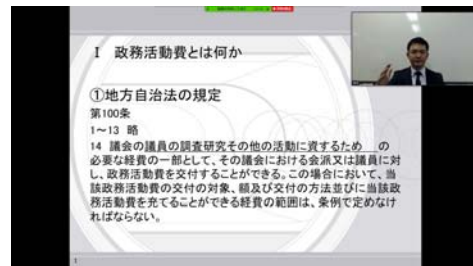 Ⅰ 政務活動費とは何か
①地方自治法の規定
第100条
1～13 略
14 議会の議員の調査研究その他の活動に資するため の
必要な経費の一部として、その議会における会派又は議員に対
し、政務活動費を交付することができる。この場合において、当
該政務活動費の交付の対象、額及び交付の方法並びに当該政
務活動費を充てることができる経費の範囲は、条例で定めなけ
ればならない。
1